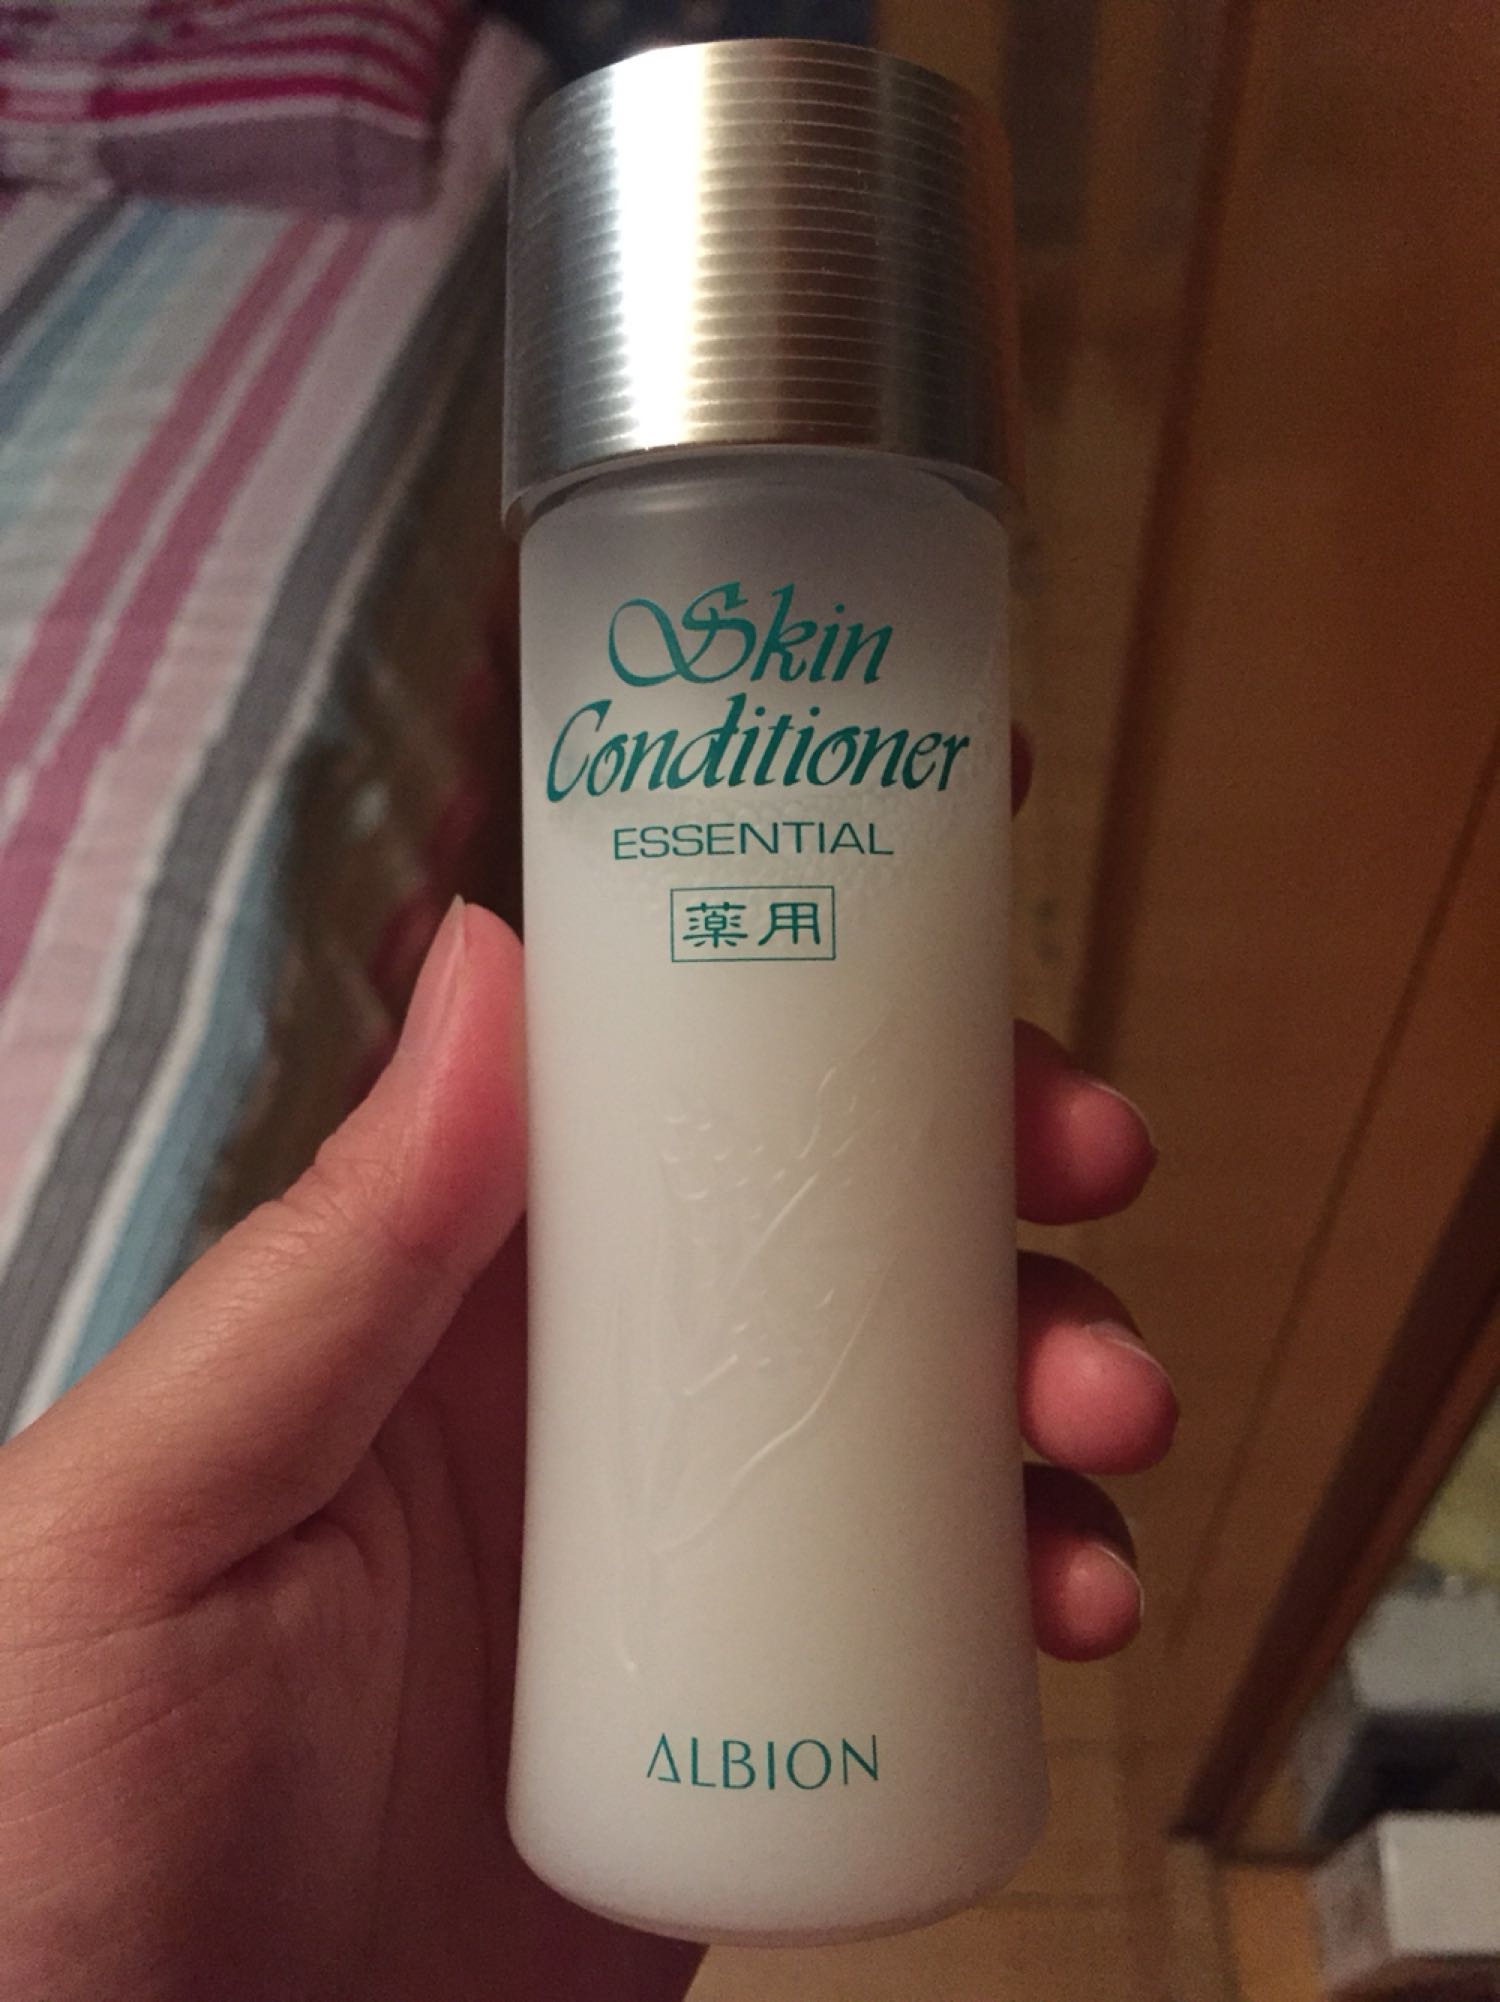 Skin
Conditioner
ESSENTIAL
薬用
ALBION